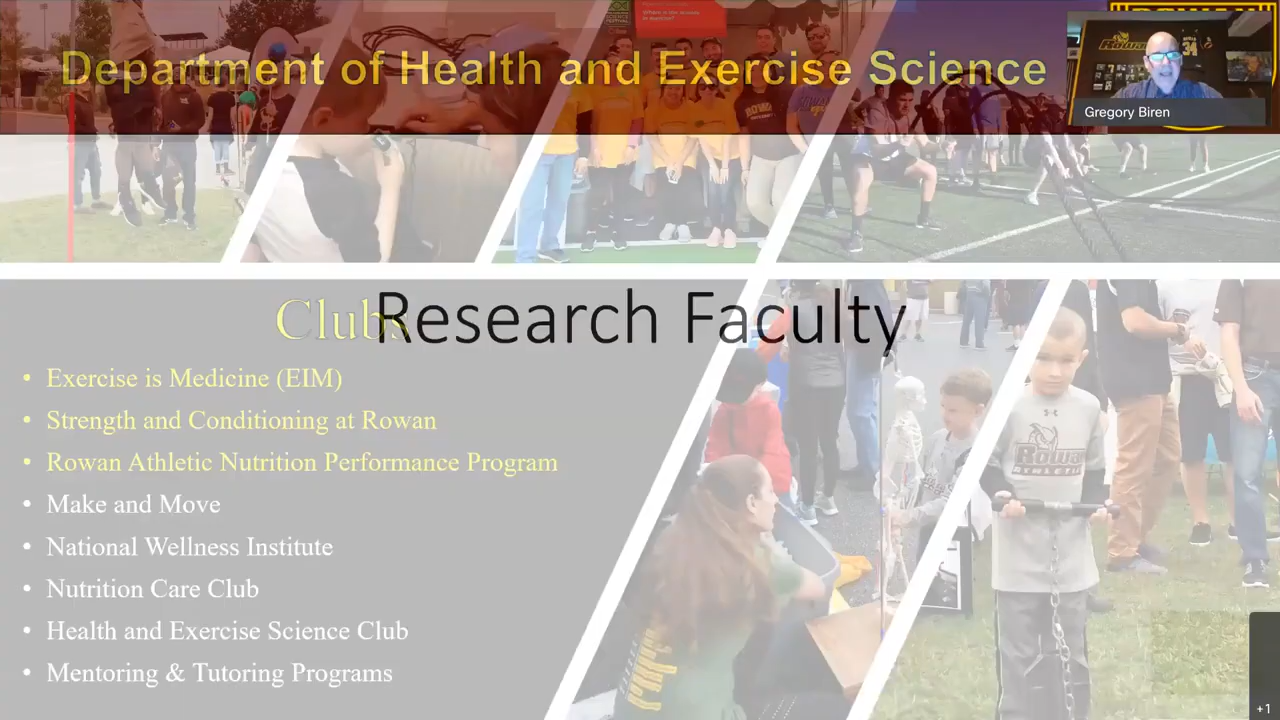 Department of Health and Exercise Science
Gregory Biren
34
Clubs
Research Faculty
• Exercise is Medicine (EIM)
• Strength and Conditioning at Rowan
• Rowan Athletic Nutrition Performance Program
• Make and Move
• National Wellness Institute
• Nutrition Care Club
• Health and Exercise Science Club
• Mentoring & Tutoring Programs
Rowan
ATHLETIC
+1